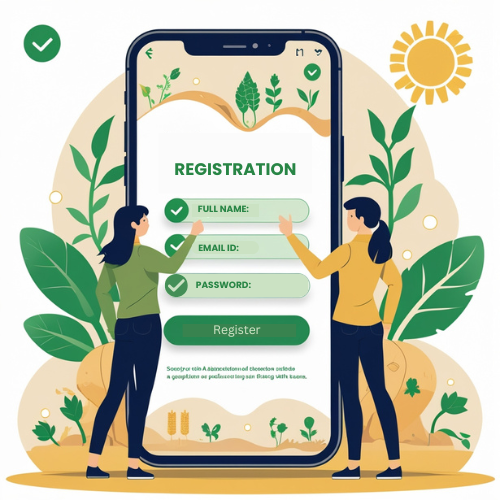 REGISTRATION
FULL NAME:
EMAIL ID:
PASSWORD:
Register